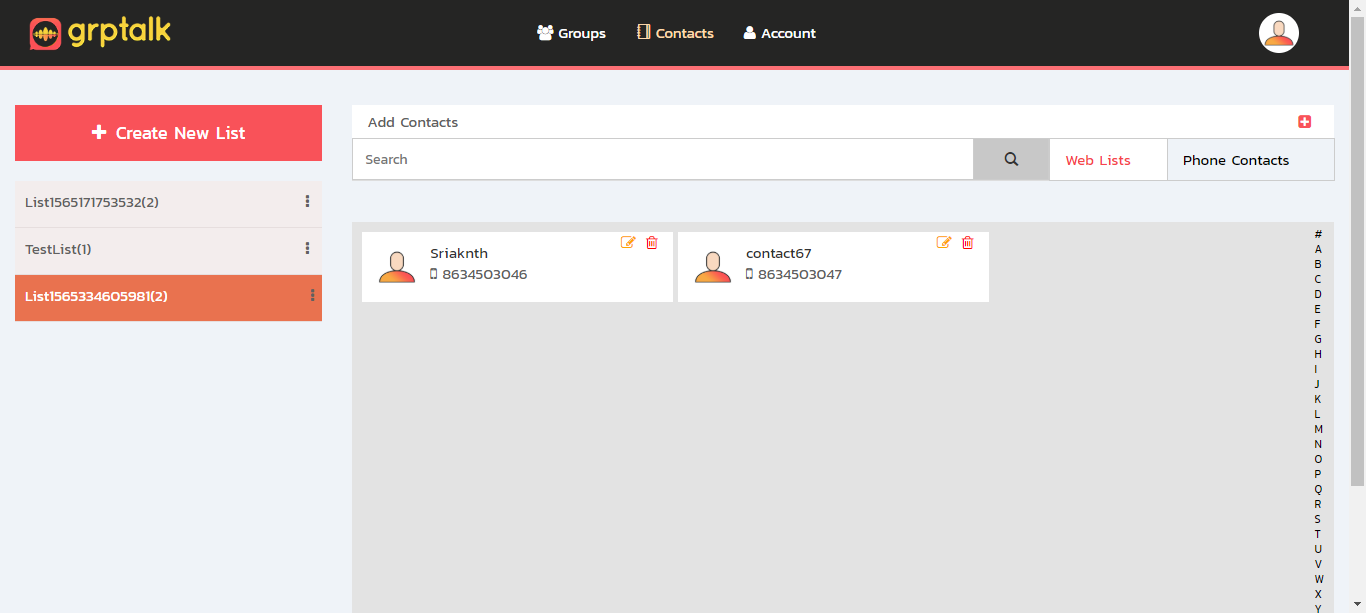 grptalk
Groups
Contacts
Account
Create New List
List1565171753532(2)
TestList(1)
List1565334605981(2)
Add Contacts
Search
Web Lists
Phone Contacts
Sriaknth
8634503046
contact67
8634503047
#
A
B
C
D
E
F
G
H
I
J
K
L
M
N
O
P
Q
R
S
T
U
V
W
X
Y